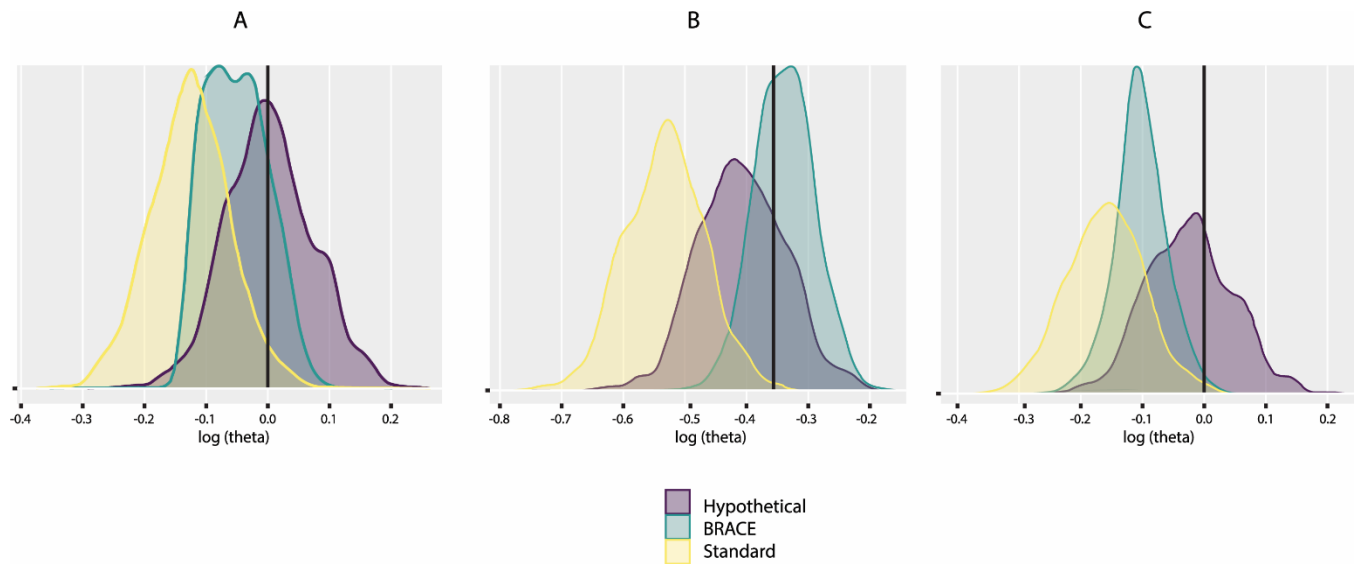 A B C
-0.4 -0.3 -0.2 -0.1 0.0 0.1 0.2
log (theta)
-0.8 -0.7 -0.6 -0.5 -0.4 -0.3 -0.2
log (theta)
-0.4 -0.3 -0.2 -0.1 0.0 0.1 0.2
log (theta)
Hypothetical
BRACE
Standard